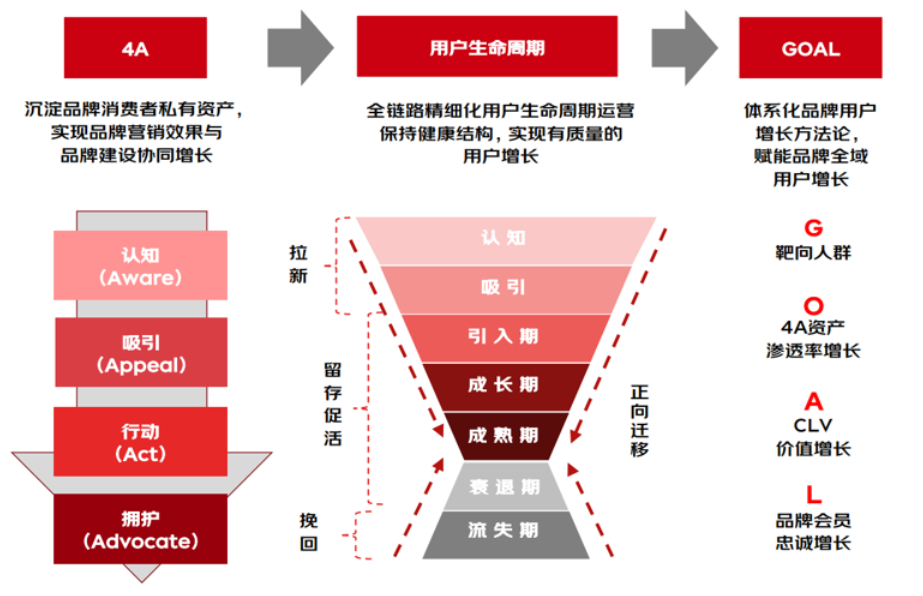 4A
沉淀品牌消费者私有资产，
实现品牌营销效果与
品牌建设协同增长
认知
（Aware）
吸引
（Appeal）
行动
（Act）
拥护
（Advocate）
用户生命周期
全链路精细化用户生命周期运营
保持健康结构，实现有质量的
用户增长
拉新
留存促活
挽回
认知
吸引
引入期
成长期
成熟期
衰退期
流失期
正向迁移
GOAL
体系化品牌用户
增长方法论，
赋能品牌全域
用户增长
G
靶向人群
O
4A资产
渗透率增长
A
CLV
价值增长
L
品牌会员
忠诚增长